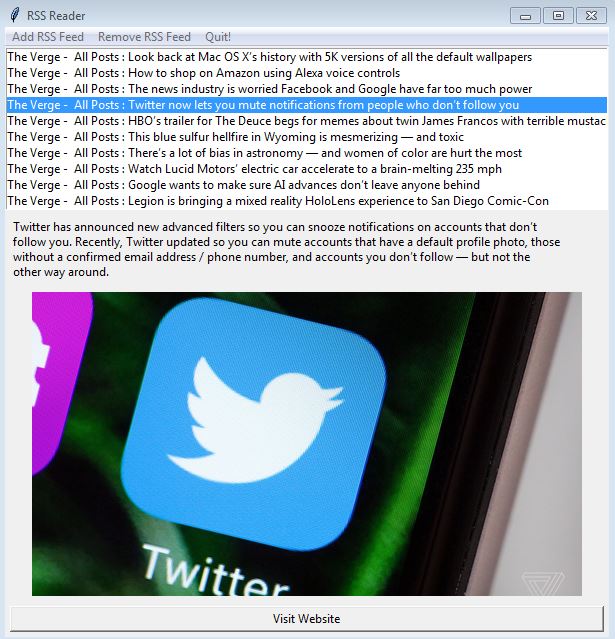 RSS Reader
Add RSS Feed   Remove RSS Feed   Quit!
The Verge -  All Posts : Look back at Mac OS X’s history with 5K versions of all the default wallpapers
The Verge -  All Posts : How to shop on Amazon using Alexa voice controls
The Verge -  All Posts : The news industry is worried Facebook and Google have far too much power
The Verge -  All Posts : Twitter now lets you mute notifications from people who don’t follow you
The Verge -  All Posts : HBO’s trailer for The Deuce begs for memes about twin James Francos with terrible mustac
The Verge -  All Posts : This blue sulfur hellfire in Wyoming is mesmerizing — and toxic
The Verge -  All Posts : There’s a lot of bias in astronomy — and women of color are hurt the most
The Verge -  All Posts : Watch Lucid Motors’ electric car accelerate to a brain-melting 235 mph
The Verge -  All Posts : Google wants to make sure AI advances don’t leave anyone behind
The Verge -  All Posts : Legion is bringing a mixed reality HoloLens experience to San Diego Comic-Con
Twitter has announced new advanced filters so you can snooze notifications on accounts that don’t
follow you. Recently, Twitter updated so you can mute accounts that have a default profile photo, those
without a confirmed email address / phone number, and accounts you don’t follow — but not the
other way around.
Twitter
Visit Website